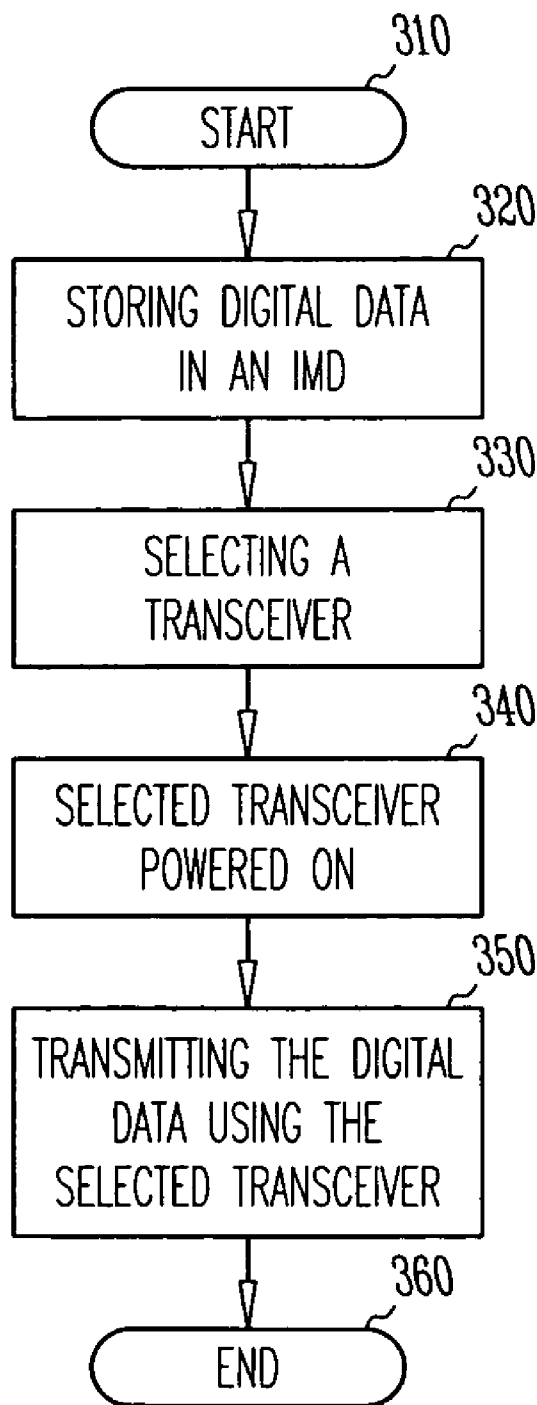 310
START
320
STORING DIGITAL DATA
IN AN IMD
330
SELECTING A
TRANSCEIVER
340
SELECTED TRANSCEIVER
POWERED ON
350
TRANSMITTING THE DIGITAL
DATA USING THE
SELECTED TRANSCEIVER
360
END